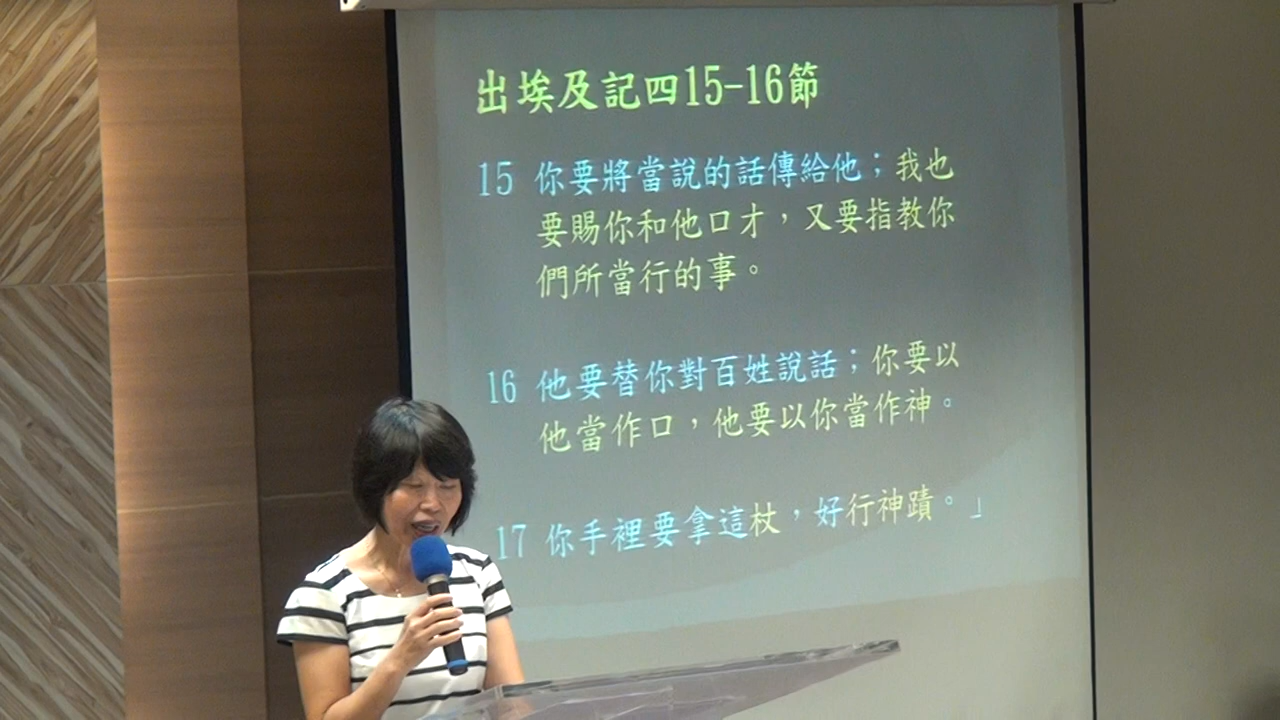 出埃及記四15-16節
15 你要將當說的話傳給他；我也
要賜你和他口才，又要指教你
們所當行的事。
16 他要替你對百姓說話；你要以
他當作口，他要以你當作神。
17 你手裡要拿這杖，好行神蹟。」